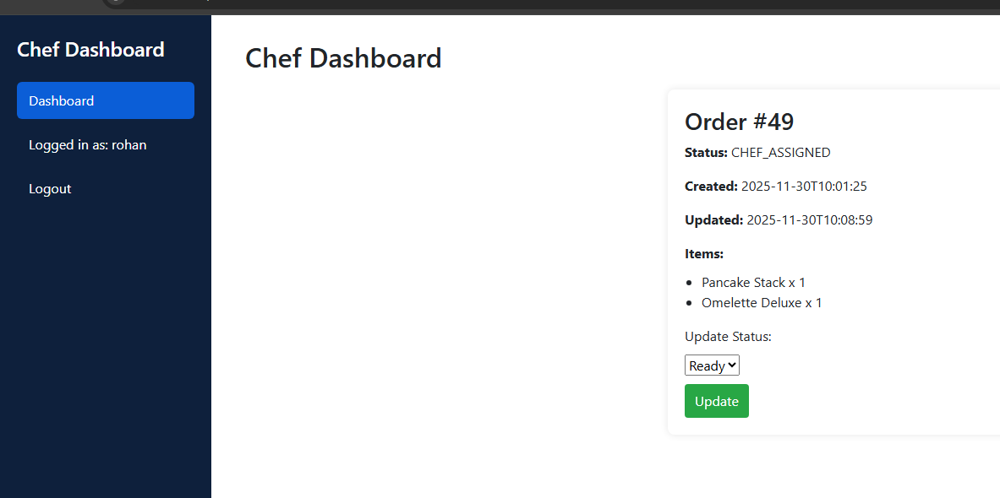 Chef Dashboard
Dashboard
Logged in as: rohan
Logout
Chef Dashboard
Order #49
Status: CHEF_ASSIGNED
Created: 2025-11-30T10:01:25
Updated: 2025-11-30T10:08:59
Items:
Pancake Stack x 1
Omelette Deluxe x 1
Update Status:
Ready
Update